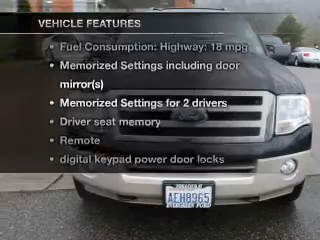 VEHICLE FEATURES
• Fuel Consumption: Highway: 18 mpg
• Memorized Settings including door
mirror(s)
• Memorized Settings for 2 drivers
• Driver seat memory
• Remote
• digital keypad power door locks
AEH8965